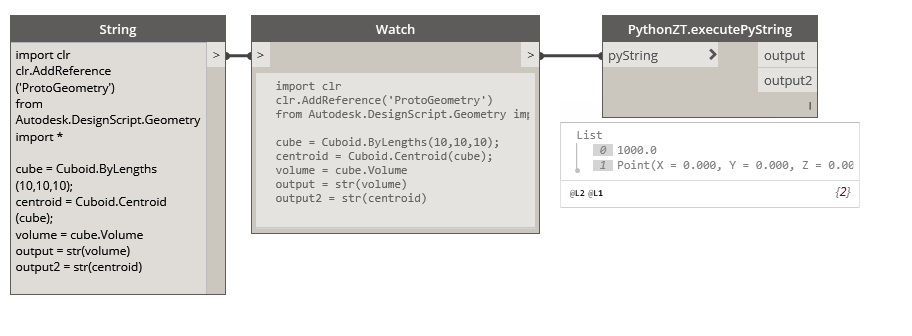 String
import clr
clr.AddReference
('ProtoGeometry')
from
Autodesk.DesignScript.Geometry
import *
cube = Cuboid.ByLengths
(10,10,10);
centroid = Cuboid.Centroid
(cube);
volume = cube.Volume
output = str(volume)
output2 = str(centroid)
>
Watch
>
>
import clr
clr.AddReference('ProtoGeometry')
from Autodesk.DesignScript.Geometry imp
cube = Cuboid.ByLengths(10,10,10);
centroid = Cuboid.Centroid(cube);
volume = cube.Volume
output = str(volume)
output2 = str(centroid)
PythonZT.executePyString
pyString
output
output2
l
List
0 1000.0
1 Point(X = 0.000, Y = 0.000, Z = 0.00
@L2 @L1
{2}